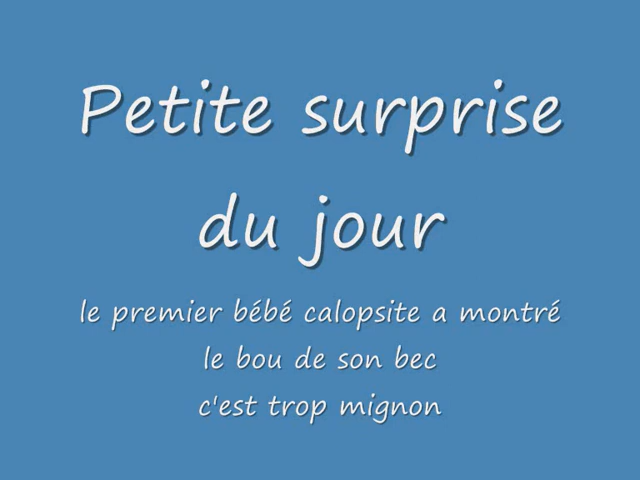 Petite surprise
du jour
le premier bébé calopsite a montré
le bou de son bec
c'est trop mignon